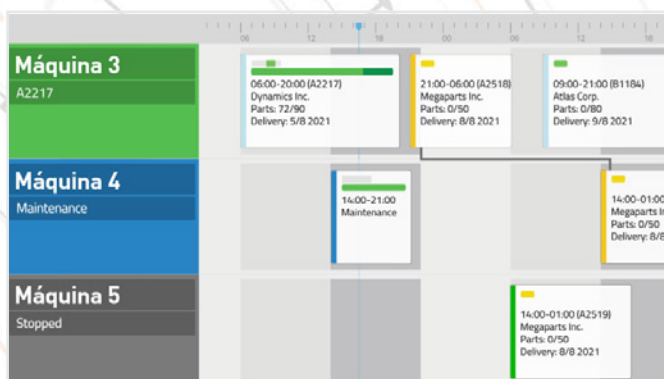 06 12 18 00 06 12 18
Máquina 3
A2217
06:00-20:00 (A2217)
Dynamics Inc.
Parts: 72/90
Delivery: 5/8 2021
21:00-06:00 (A2518)
Megaparts Inc.
Parts: 0/50
Delivery: 8/8 2021
09:00-21:00 (B1184)
Atlas Corp.
Parts: 0/80
Delivery: 9/8 2021
Máquina 4
Maintenance
14:00-21:00
Maintenance
14:00-01:00
Megaparts In
Parts: 0/50
Delivery: 8/8
Máquina 5
Stopped
14:00-01:00 (A2519)
Megaparts Inc.
Parts: 0/50
Delivery: 8/8 2021